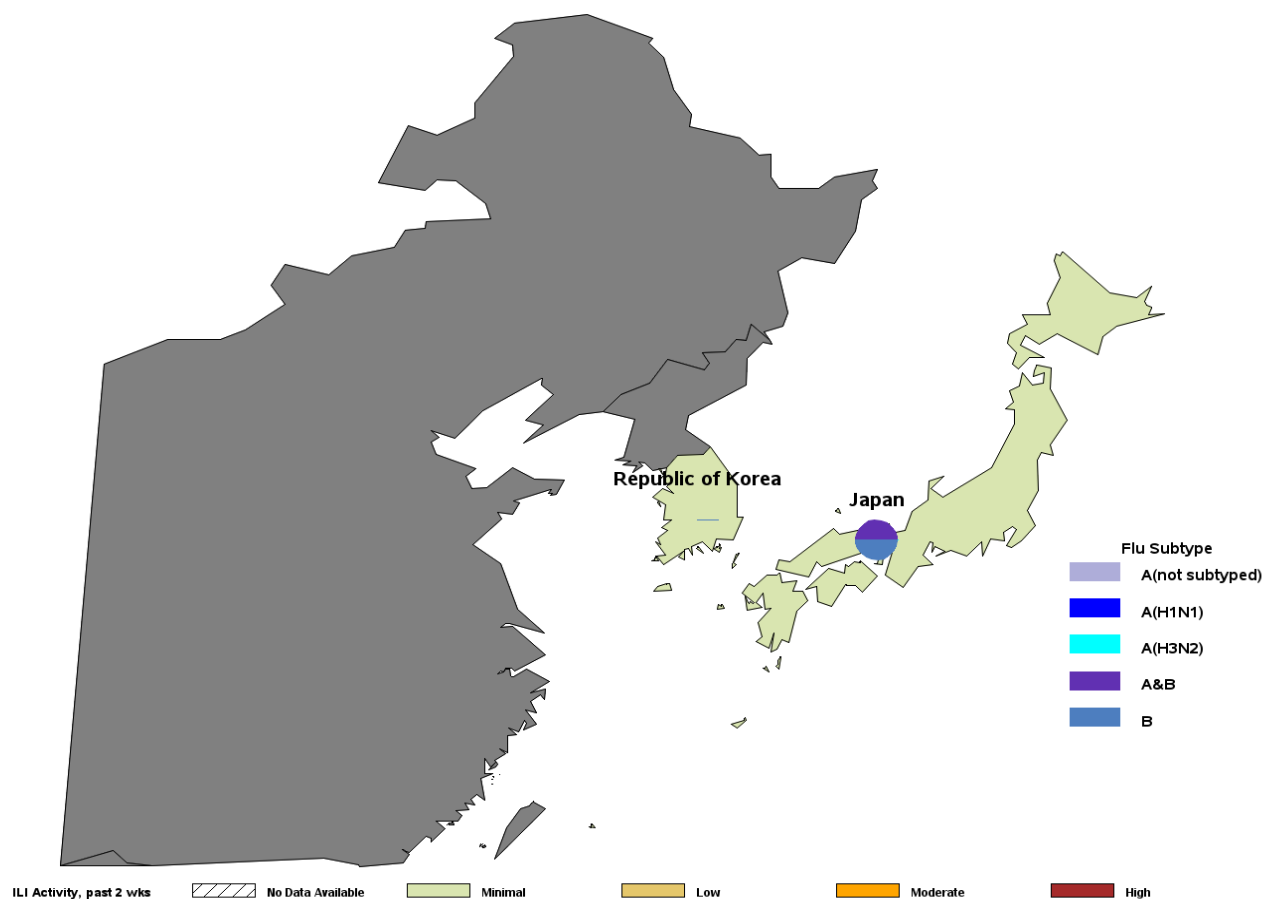 Republic of Korea
Japan
Flu Subtype
A(not subtyped)
A(H1N1)
A(H3N2)
A&B
B
ILI Activity, past 2 wks No Data Available Minimal Low Moderate High